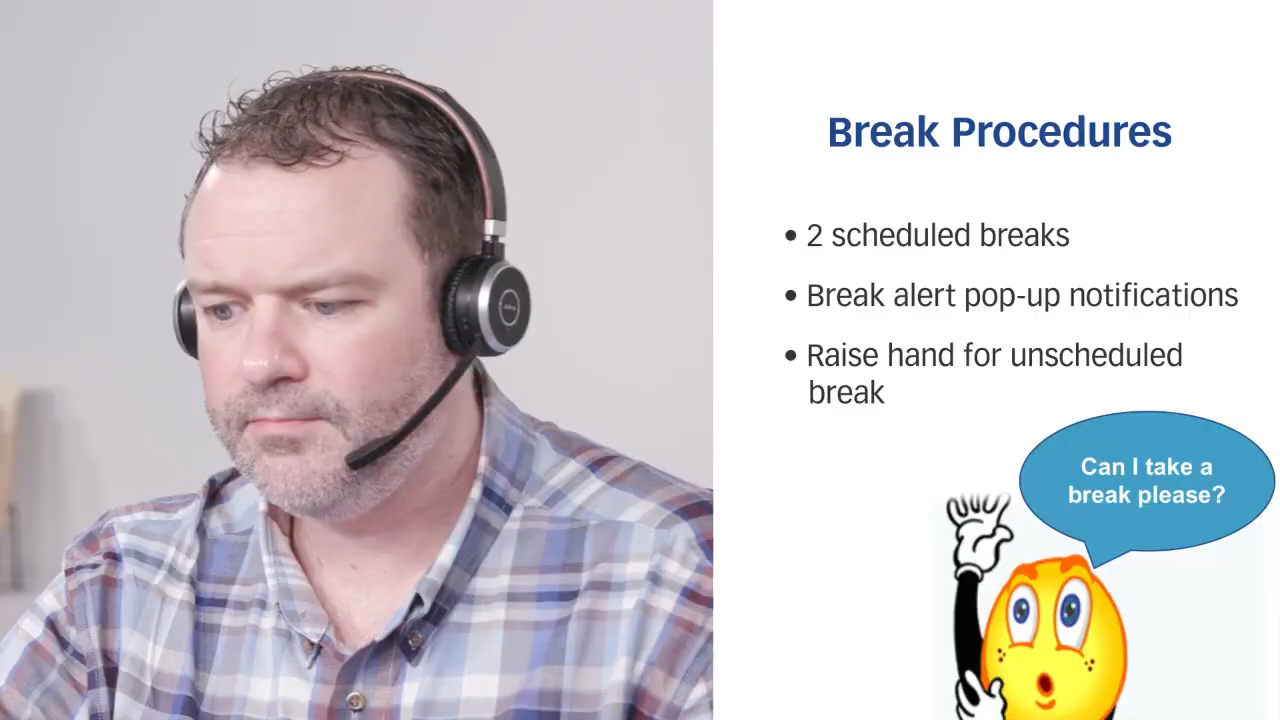 Break Procedures
• 2 scheduled breaks
• Break alert pop-up notifications
• Raise hand for unscheduled
break
Can I take a
break please?